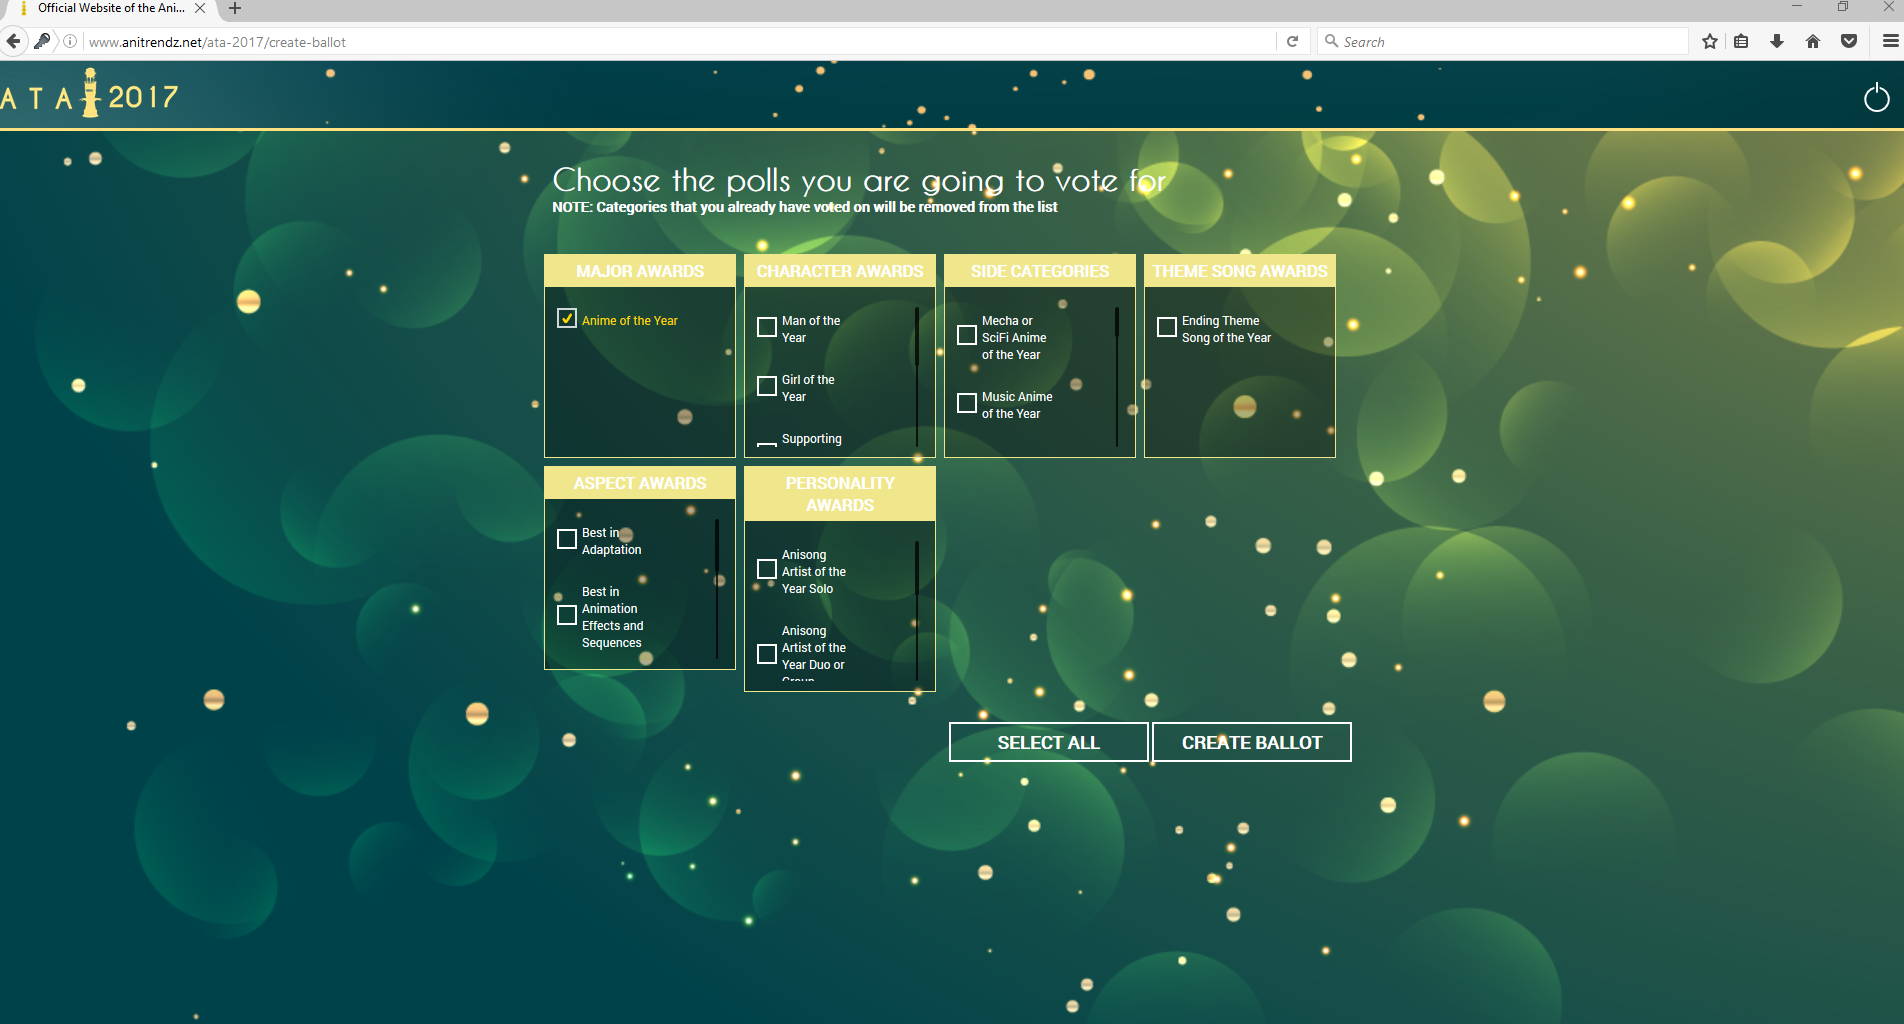 Official Website of the Ani...
www.anitrendz.net/ata-2017/create-ballot
Search
ATA 2017
Choose the polls you are going to vote for
NOTE: Categories that you already have voted on will be removed from the list
MAJOR AWARDS
Anime of the Year
CHARACTER AWARDS
Man of the
Year
Girl of the
Year
Supporting
SIDE CATEGORIES
Mecha or
SciFi Anime
of the Year
Music Anime
of the Year
THEME SONG AWARDS
Ending Theme
Song of the Year
ASPECT AWARDS
Best in
Adaptation
Best in
Animation
Effects and
Sequences
PERSONALITY
AWARDS
Anisong
Artist of the
Year Solo
Anisong
Artist of the
Year Duo or
Group
SELECT ALL
CREATE BALLOT